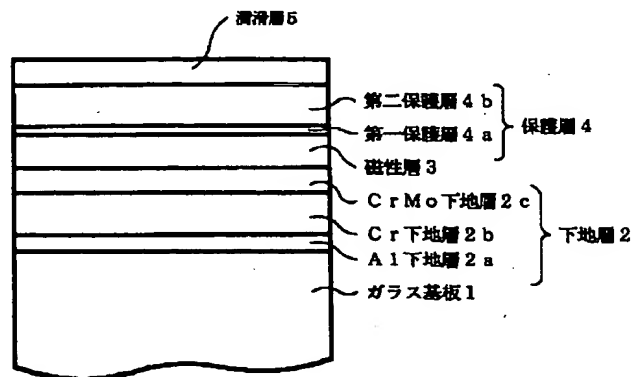 潤滑層5
第二保護層4b
第一保護層4a
保護層4
磁性層3
CrMo下地層2c
Cr下地層2b
下地層2
Al下地層2a
ガラス基板1